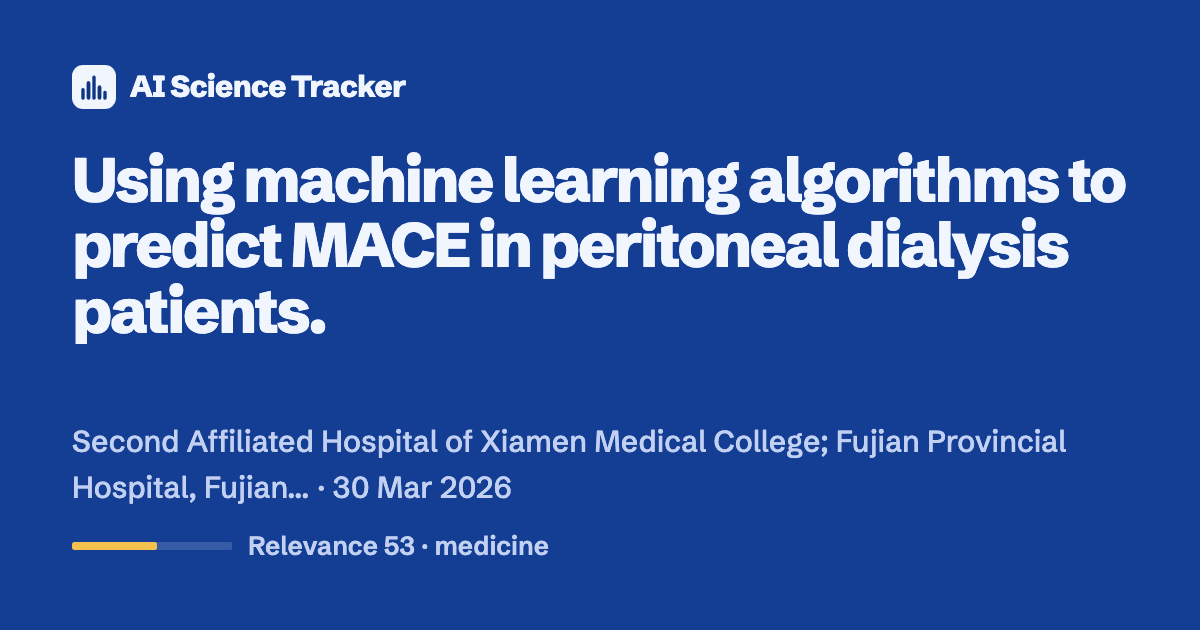 AI Science Tracker
Using machine learning algorithms to
predict MACE in peritoneal dialysis
patients.
Second Affiliated Hospital of Xiamen Medical College; Fujian Provincial
Hospital, Fujian... · 30 Mar 2026
Relevance 53 · medicine